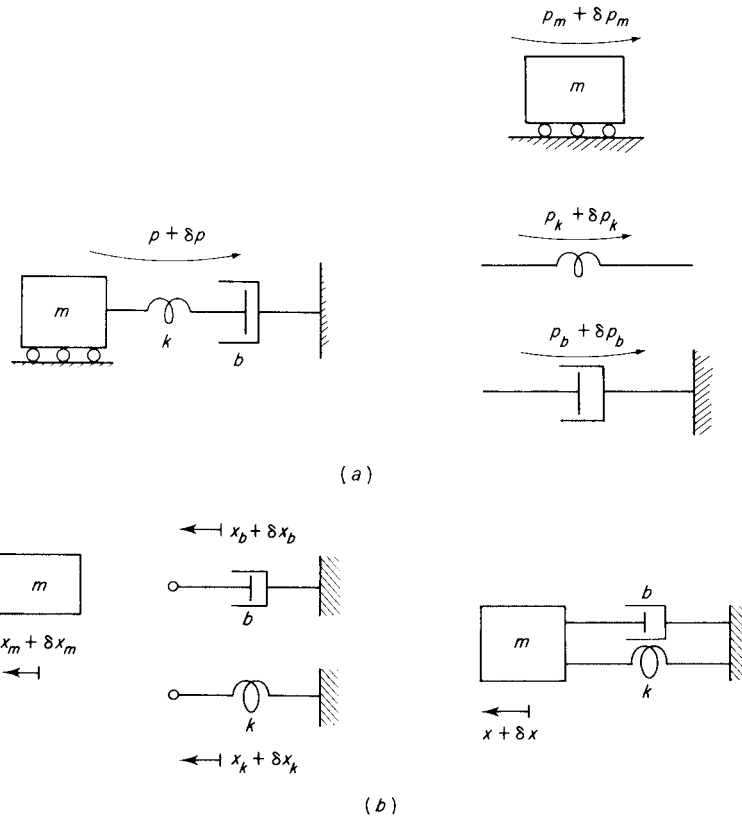 p_m + δp_m
m
p_k + δp_k
p + δp
m
k
b
p_b + δp_b
(a)
x_b + δx_b
m
b
x_m + δx_m
k
x_k + δx_k
b
m
k
x + δx
(b)